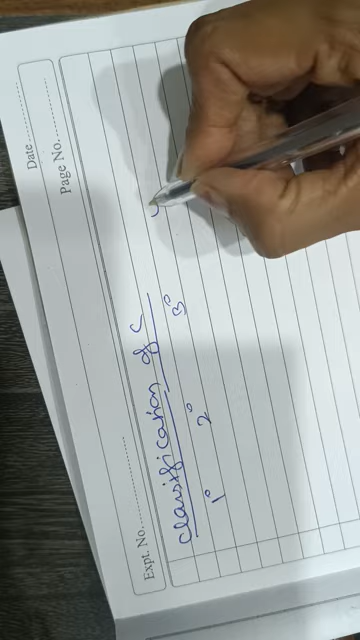 Expt. No.
Date
Page No.
Classification of C
1° 2° 3°